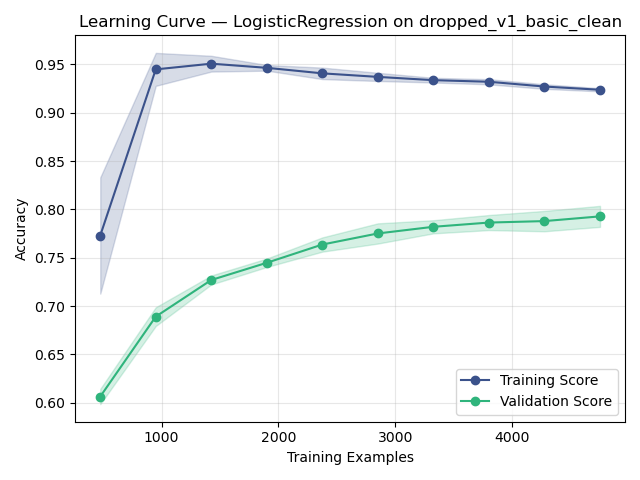 Learning Curve — LogisticRegression on dropped_v1_basic_clean
Accuracy
0.95
0.90
0.85
0.80
0.75
0.70
0.65
0.60
1000 2000 3000 4000
Training Examples
Training Score
Validation Score